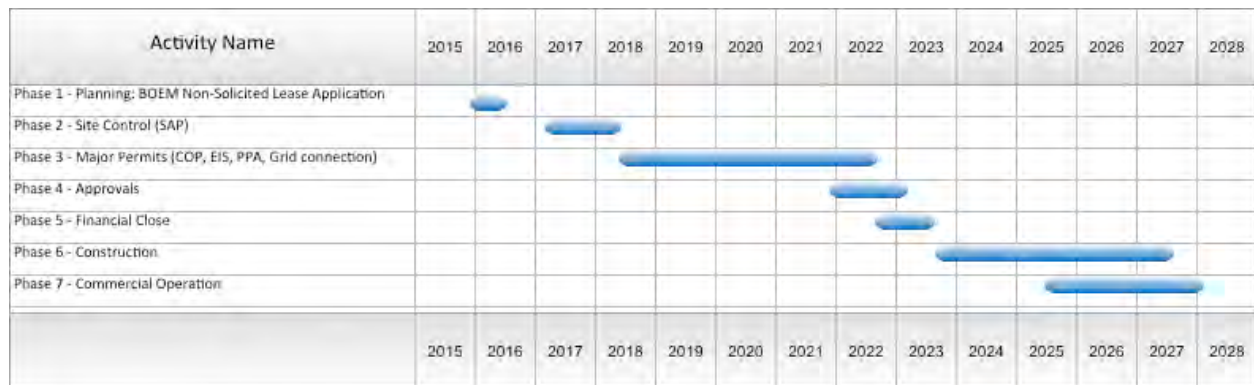 Activity Name 2015 2016 2017 2018 2019 2020 2021 2022 2023 2024 2025 2026 2027 2028
Phase 1 - Planning: BOEM Non-Solicited Lease Application
Phase 2 - Site Control (SAP)
Phase 3 - Major Permits (COP, EIS, PPA, Grid connection)
Phase 4 - Approvals
Phase 5 - Financial Close
Phase 6 - Construction
Phase 7 - Commercial Operation
2015 2016 2017 2018 2019 2020 2021 2022 2023 2024 2025 2026 2027 2028